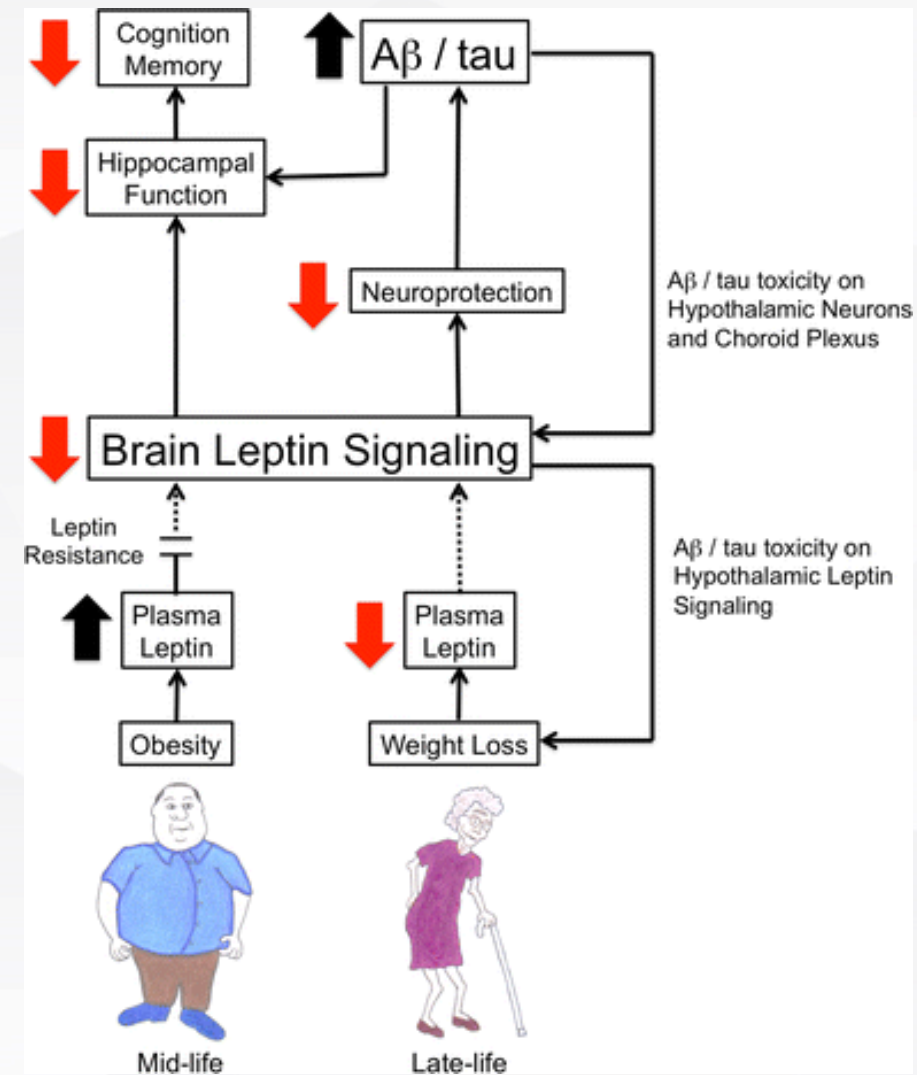 Cognition
Memory
Aβ / tau
Hippocampal
Function
Neuroprotection
Aβ / tau toxicity on
Hypothalamic Neurons
and Choroid Plexus
Brain Leptin Signaling
Leptin
Resistance
Aβ / tau toxicity on
Hypothalamic Leptin
Signaling
Plasma
Leptin
Plasma
Leptin
Obesity
Weight Loss
Mid-life
Late-life